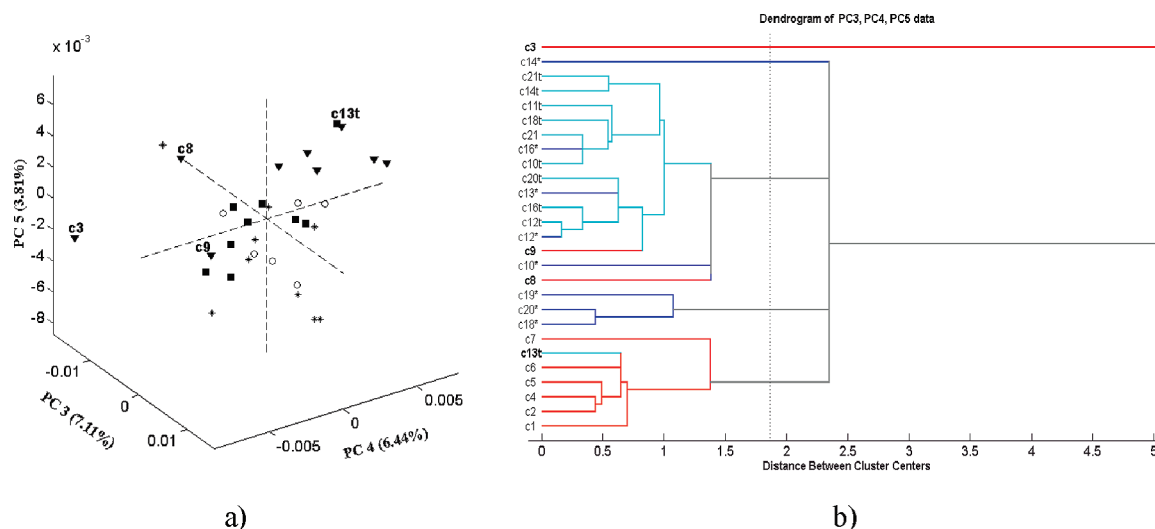 x 10⁻³
6
4
2
0
-2
-4
-6
-8
PC 5 (3.81%)
c13t
c8
c3
c9
-0.01
0
0.01
PC 3 (7.11%)
-0.005
0
0.005
PC 4 (6.44%)
a)
Dendrogram of PC3, PC4, PC5 data
c3
c14*
c21t
c14t
c11t
c18t
c21
c16*
c10t
c20t
c13*
c16t
c12t
c12*
c9
c10*
c8
c19*
c20*
c18*
c7
c13t
c6
c5
c4
c2
c1
0 0.5 1 1.5 2 2.5 3 3.5 4 4.5 5
Distance Between Cluster Centers
b)